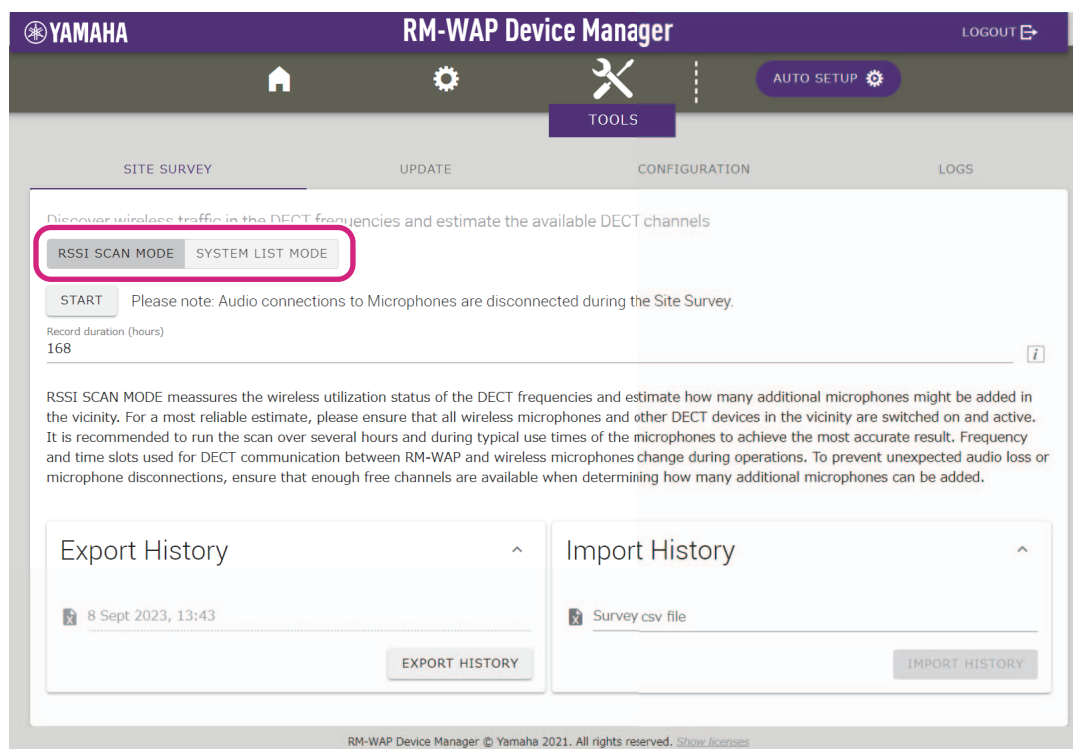 YAMAHA
RM-WAP Device Manager
LOGOUT
AUTO SETUP
TOOLS
SITE SURVEY
UPDATE
CONFIGURATION
LOGS
Discover wireless traffic in the DECT frequencies and estimate the available DECT channels
RSSI SCAN MODE
SYSTEM LIST MODE
START
Please note: Audio connections to Microphones are disconnected during the Site Survey.
Record duration (hours)
168
i
RSSI SCAN MODE meassures the wireless utilization status of the DECT frequencies and estimate how many additional microphones might be added in
the vicinity. For a most reliable estimate, please ensure that all wireless microphones and other DECT devices in the vicinity are switched on and active.
It is recommended to run the scan over several hours and during typical use times of the microphones to achieve the most accurate result. Frequency
and time slots used for DECT communication between RM-WAP and wireless microphones change during operations. To prevent unexpected audio loss or
microphone disconnections, ensure that enough free channels are available when determining how many additional microphones can be added.
Export History
Import History
8 Sept 2023, 13:43
Survey csv file
EXPORT HISTORY
IMPORT HISTORY
RM-WAP Device Manager © Yamaha 2021. All rights reserved. Show licenses